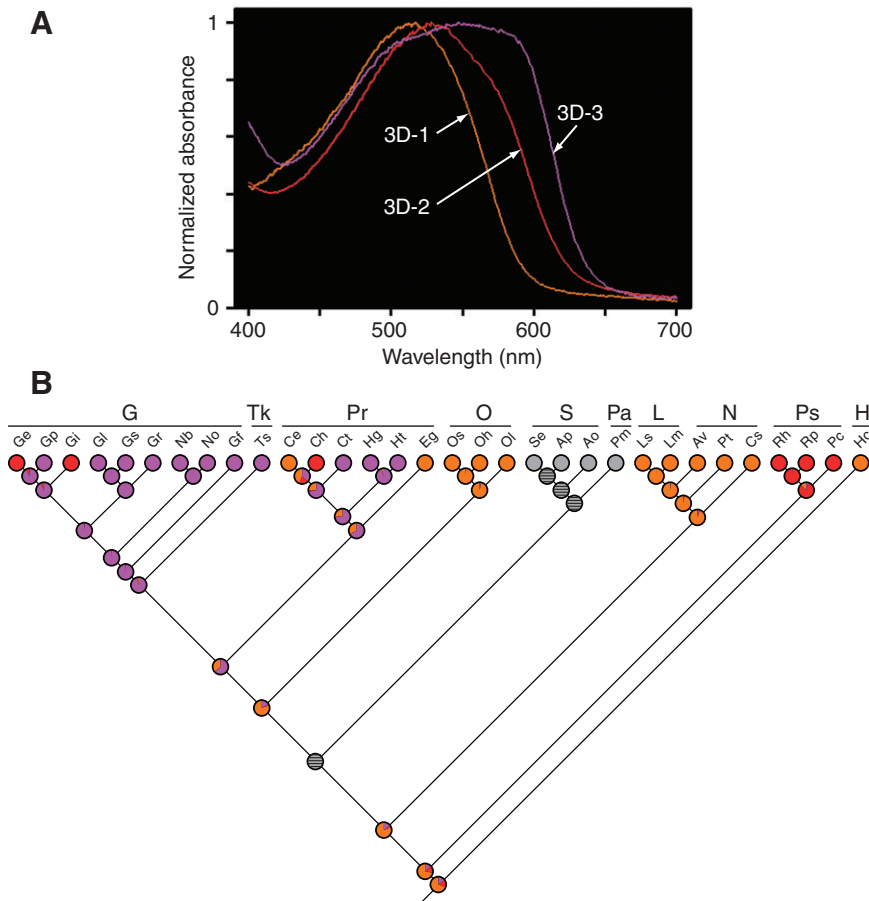 A
Normalized absorbance
1
0
3D-1
3D-2
3D-3
400 500 600 700
Wavelength (nm)
B
G Tk Pr O S Pa L N Ps H
Ge Gp Gi Gl Gs Gr Nb No Gf Ts Ce Ch Ct Hg Ht Eg Os Oh Ol Se Ap Ao Pm Ls Lm Av Pt Cs Rh Rp Pc Ho